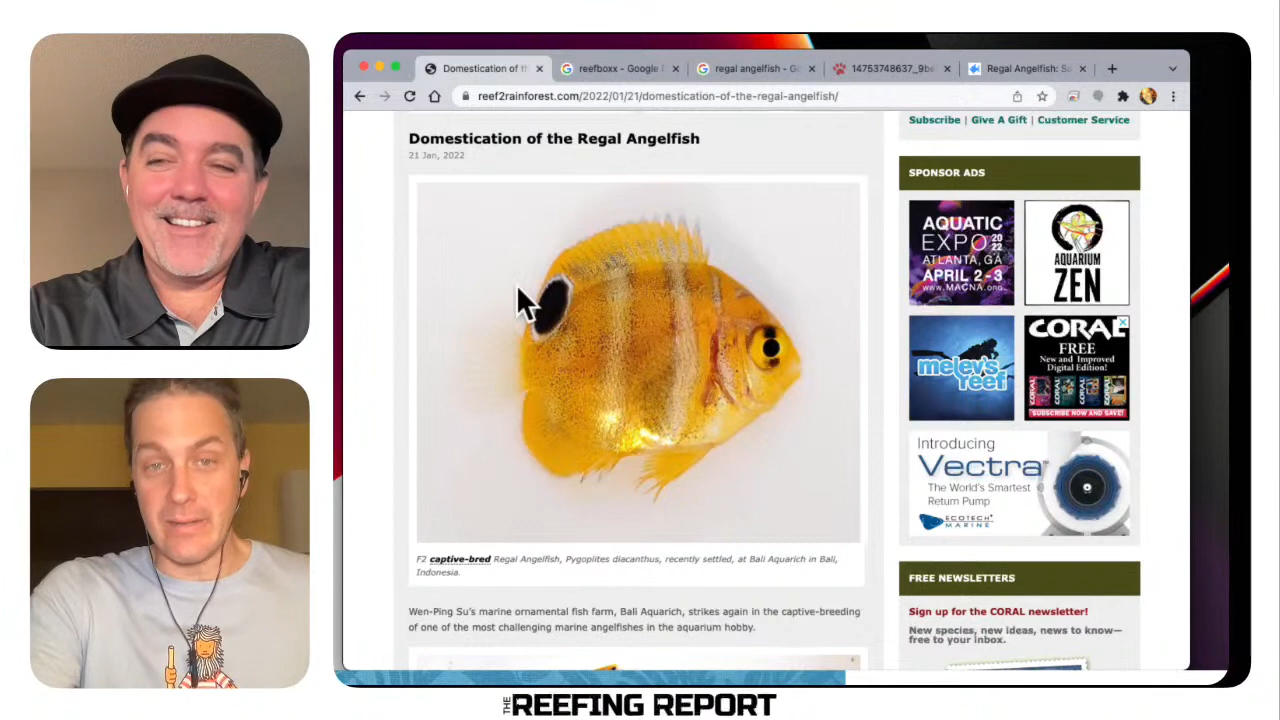 Domestication of th
reefboxx - Google
regal angelfish - G
14753748637_9b
Regal Angelfish: S
reef2rainforest.com/2022/01/21/domestication-of-the-regal-angelfish/
Domestication of the Regal Angelfish
21 Jan, 2022
F2 captive-bred Regal Angelfish, Pygoplites diacanthus, recently settled, at Bali Aquarich in Bali,
Indonesia.
Wen-Ping Su's marine ornamental fish farm, Bali Aquarich, strikes again in the captive-breeding
of one of the most challenging marine angelfishes in the aquarium hobby.
Subscribe | Give A Gift | Customer Service
SPONSOR ADS
AQUATIC
EXPO 20
22
ATLANTA, GA
APRIL 2-3
www.MACNA.org
AQUARIUM
ZEN
melev's
reef
CORAL
FREE
New and Improved
Digital Edition!
SUBSCRIBE NOW AND SAVE!
Introducing
Vectra
The World's Smartest
Return Pump
ECOTECH
MARINE
FREE NEWSLETTERS
Sign up for the CORAL newsletter!
New species, new ideas, news to know—
free to your inbox.
THE REEFING REPORT